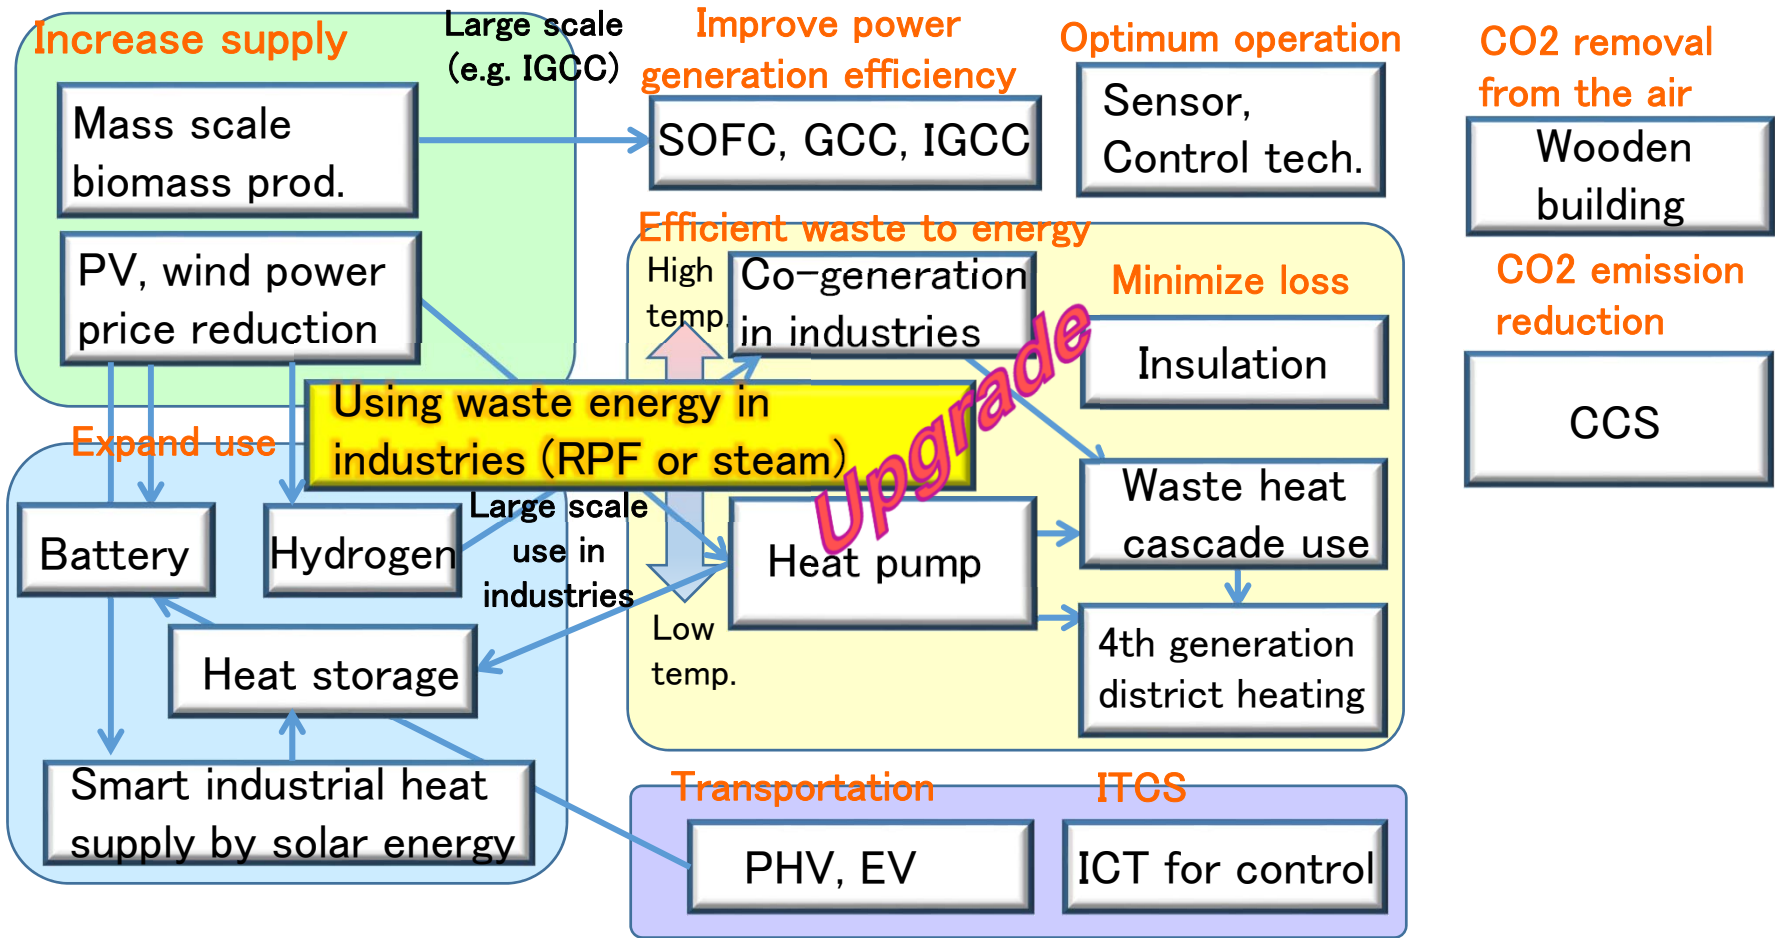 Increase supply
Large scale
(e.g. IGCC)
Mass scale
biomass prod.
PV, wind power
price reduction
Improve power
generation efficiency
SOFC, GCC, IGCC
Optimum operation
Sensor,
Control tech.
CO2 removal
from the air
Wooden
building
CO2 emission
reduction
CCS
Efficient waste to energy
High
temp.
Co-generation
in industries
Minimize loss
Insulation
Using waste energy in
industries (RPF or steam)
Upgrade
Waste heat
cascade use
Heat pump
Low
temp.
4th generation
district heating
Expand use
Battery
Hydrogen
Large scale
use in
industries
Heat storage
Smart industrial heat
supply by solar energy
Transportation
PHV, EV
ITCS
ICT for control